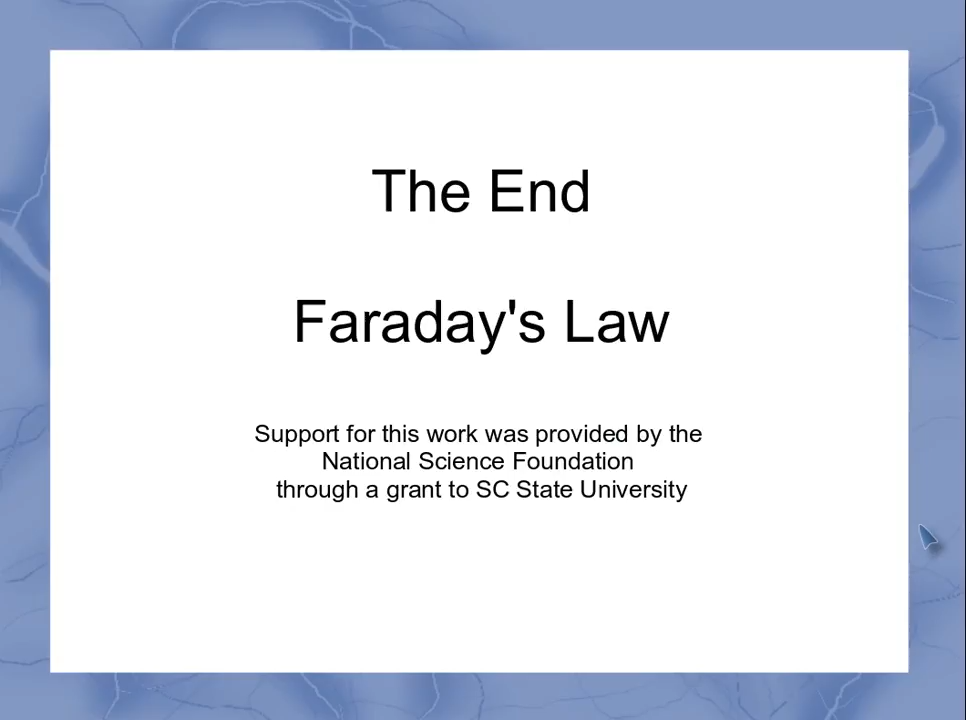 The End
Faraday's Law
Support for this work was provided by the
National Science Foundation
through a grant to SC State University